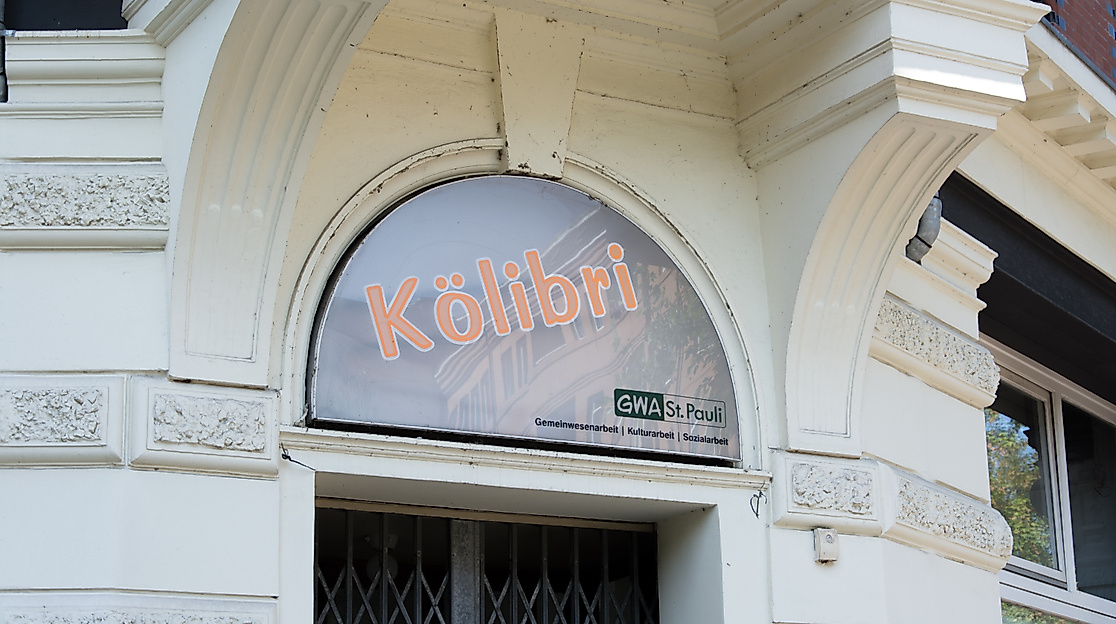 Kölibri
GWA St. Pauli
Gemeinwesenarbeit | Kulturarbeit | Sozialarbeit